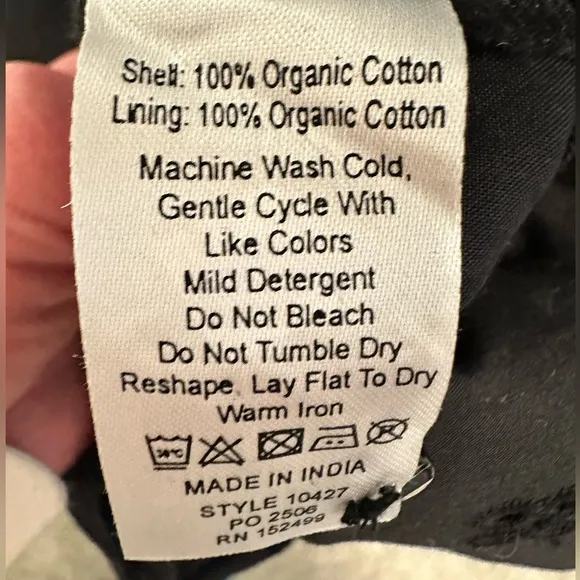 Shell: 100% Organic Cotton
Lining: 100% Organic Cotton
Machine Wash Cold,
Gentle Cycle With
Like Colors
Mild Detergent
Do Not Bleach
Do Not Tumble Dry
Reshape, Lay Flat To Dry
Warm Iron
30°C
MADE IN INDIA
STYLE 10427
PO 2506
RN 152499